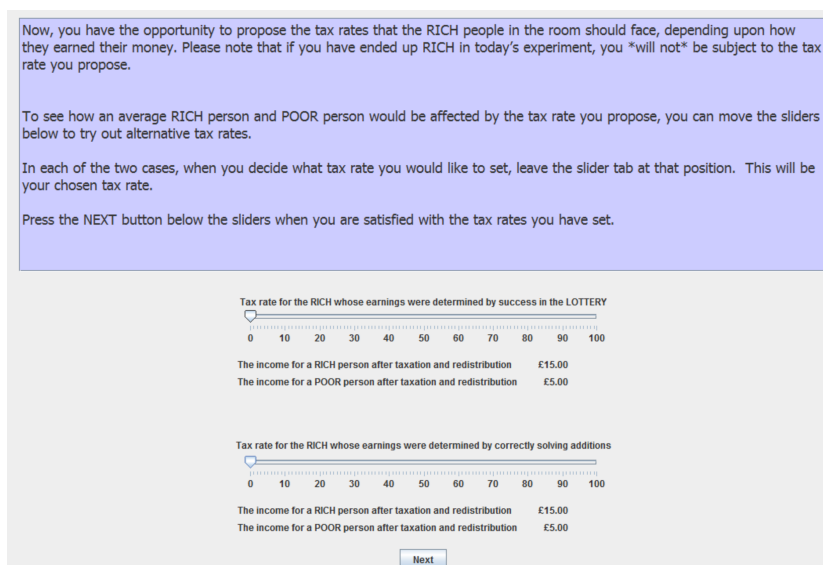 Now, you have the opportunity to propose the tax rates that the RICH people in the room should face, depending upon how
they earned their money. Please note that if you have ended up RICH in today's experiment, you *will not* be subject to the tax
rate you propose.
To see how an average RICH person and POOR person would be affected by the tax rate you propose, you can move the sliders
below to try out alternative tax rates.
In each of the two cases, when you decide what tax rate you would like to set, leave the slider tab at that position. This will be
your chosen tax rate.
Press the NEXT button below the sliders when you are satisfied with the tax rates you have set.
Tax rate for the RICH whose earnings were determined by success in the LOTTERY
0 10 20 30 40 50 60 70 80 90 100
The income for a RICH person after taxation and redistribution £15.00
The income for a POOR person after taxation and redistribution £5.00
Tax rate for the RICH whose earnings were determined by correctly solving additions
0 10 20 30 40 50 60 70 80 90 100
The income for a RICH person after taxation and redistribution £15.00
The income for a POOR person after taxation and redistribution £5.00
Next